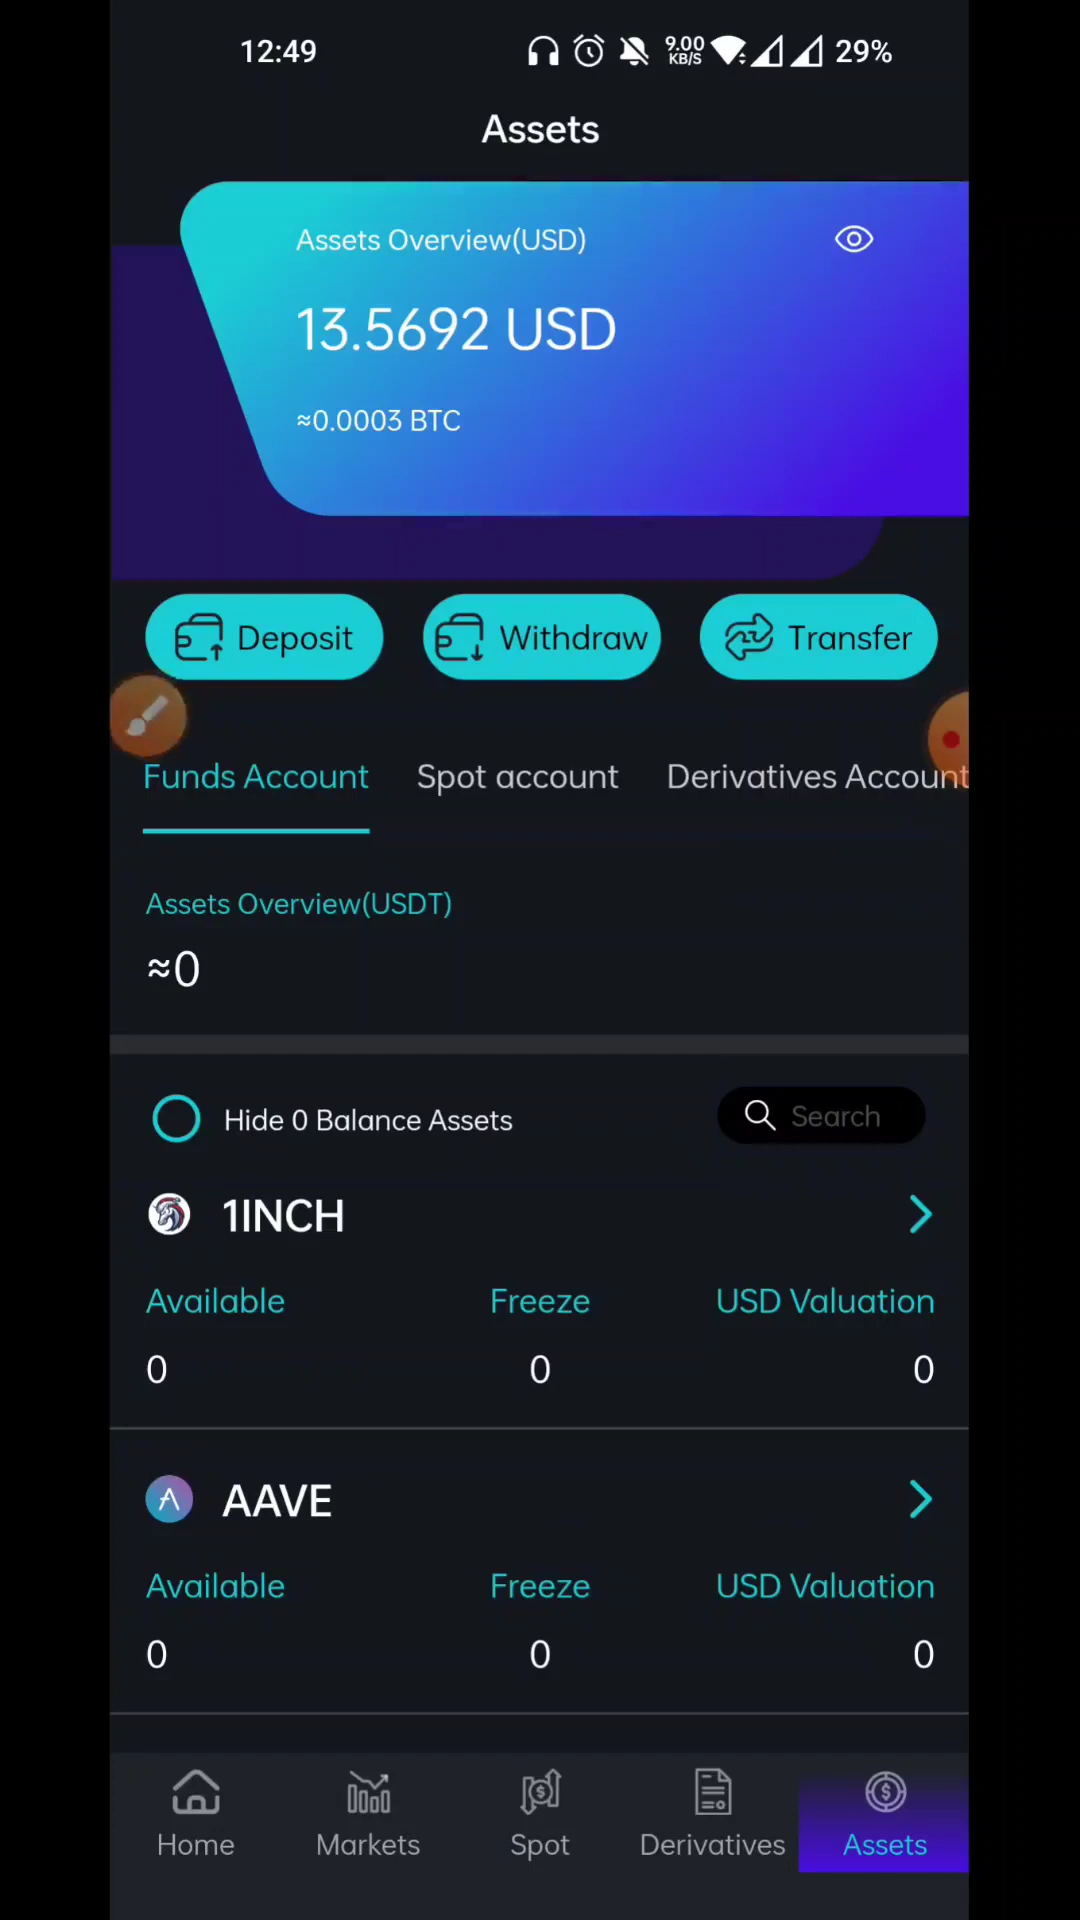 12:49 9.00 KB/S 29%
Assets
Assets Overview(USD)
13.5692 USD
≈0.0003 BTC
Deposit Withdraw Transfer
Funds Account Spot account Derivatives Account
Assets Overview(USDT)
≈0
Hide 0 Balance Assets Search
1INCH
Available Freeze USD Valuation
0 0 0
AAVE
Available Freeze USD Valuation
0 0 0
Home Markets Spot Derivatives Assets